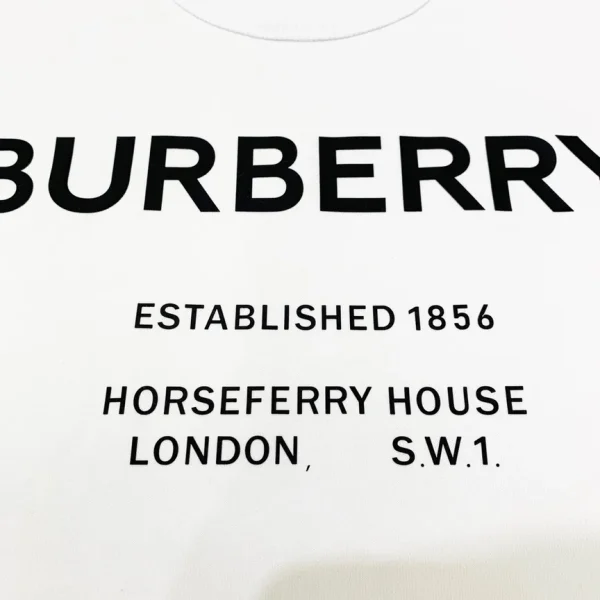 BURBERRY
ESTABLISHED 1856
HORSEFERRY HOUSE
LONDON, S.W.1.